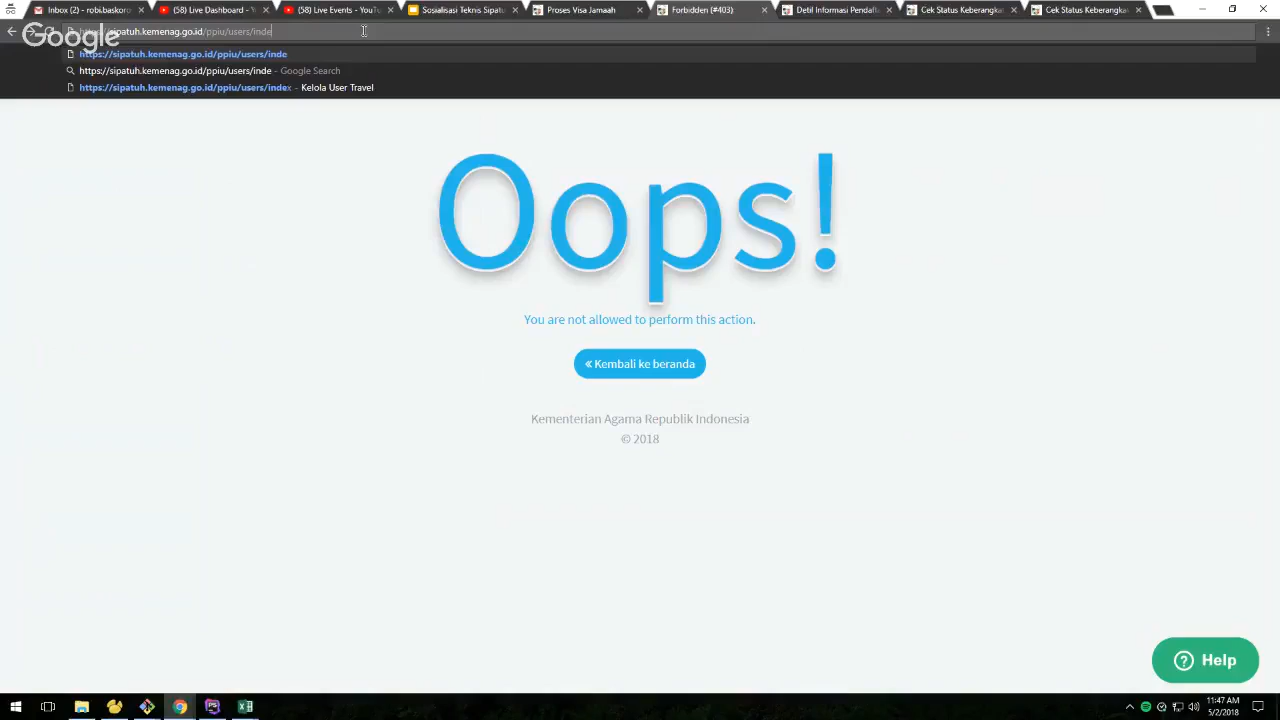 Inbox (2) - robi.baskoro
(58) Live Dashboard - Y
(58) Live Events - YouTu
Sosialisasi Teknis Sipatu
Proses Visa Jamaah
Forbidden (#403)
Detil Informasi Pendaft
Cek Status Keberangkat
Cek Status Keberangkat
sipatuh.kemenag.go.id/ppiu/users/inde
Google
https://sipatuh.kemenag.go.id/ppiu/users/inde
https://sipatuh.kemenag.go.id/ppiu/users/inde - Google Search
https://sipatuh.kemenag.go.id/ppiu/users/index - Kelola User Travel
Oops!
You are not allowed to perform this action.
« Kembali ke beranda
Kementerian Agama Republik Indonesia
© 2018
Help
11:47 AM
5/2/2018